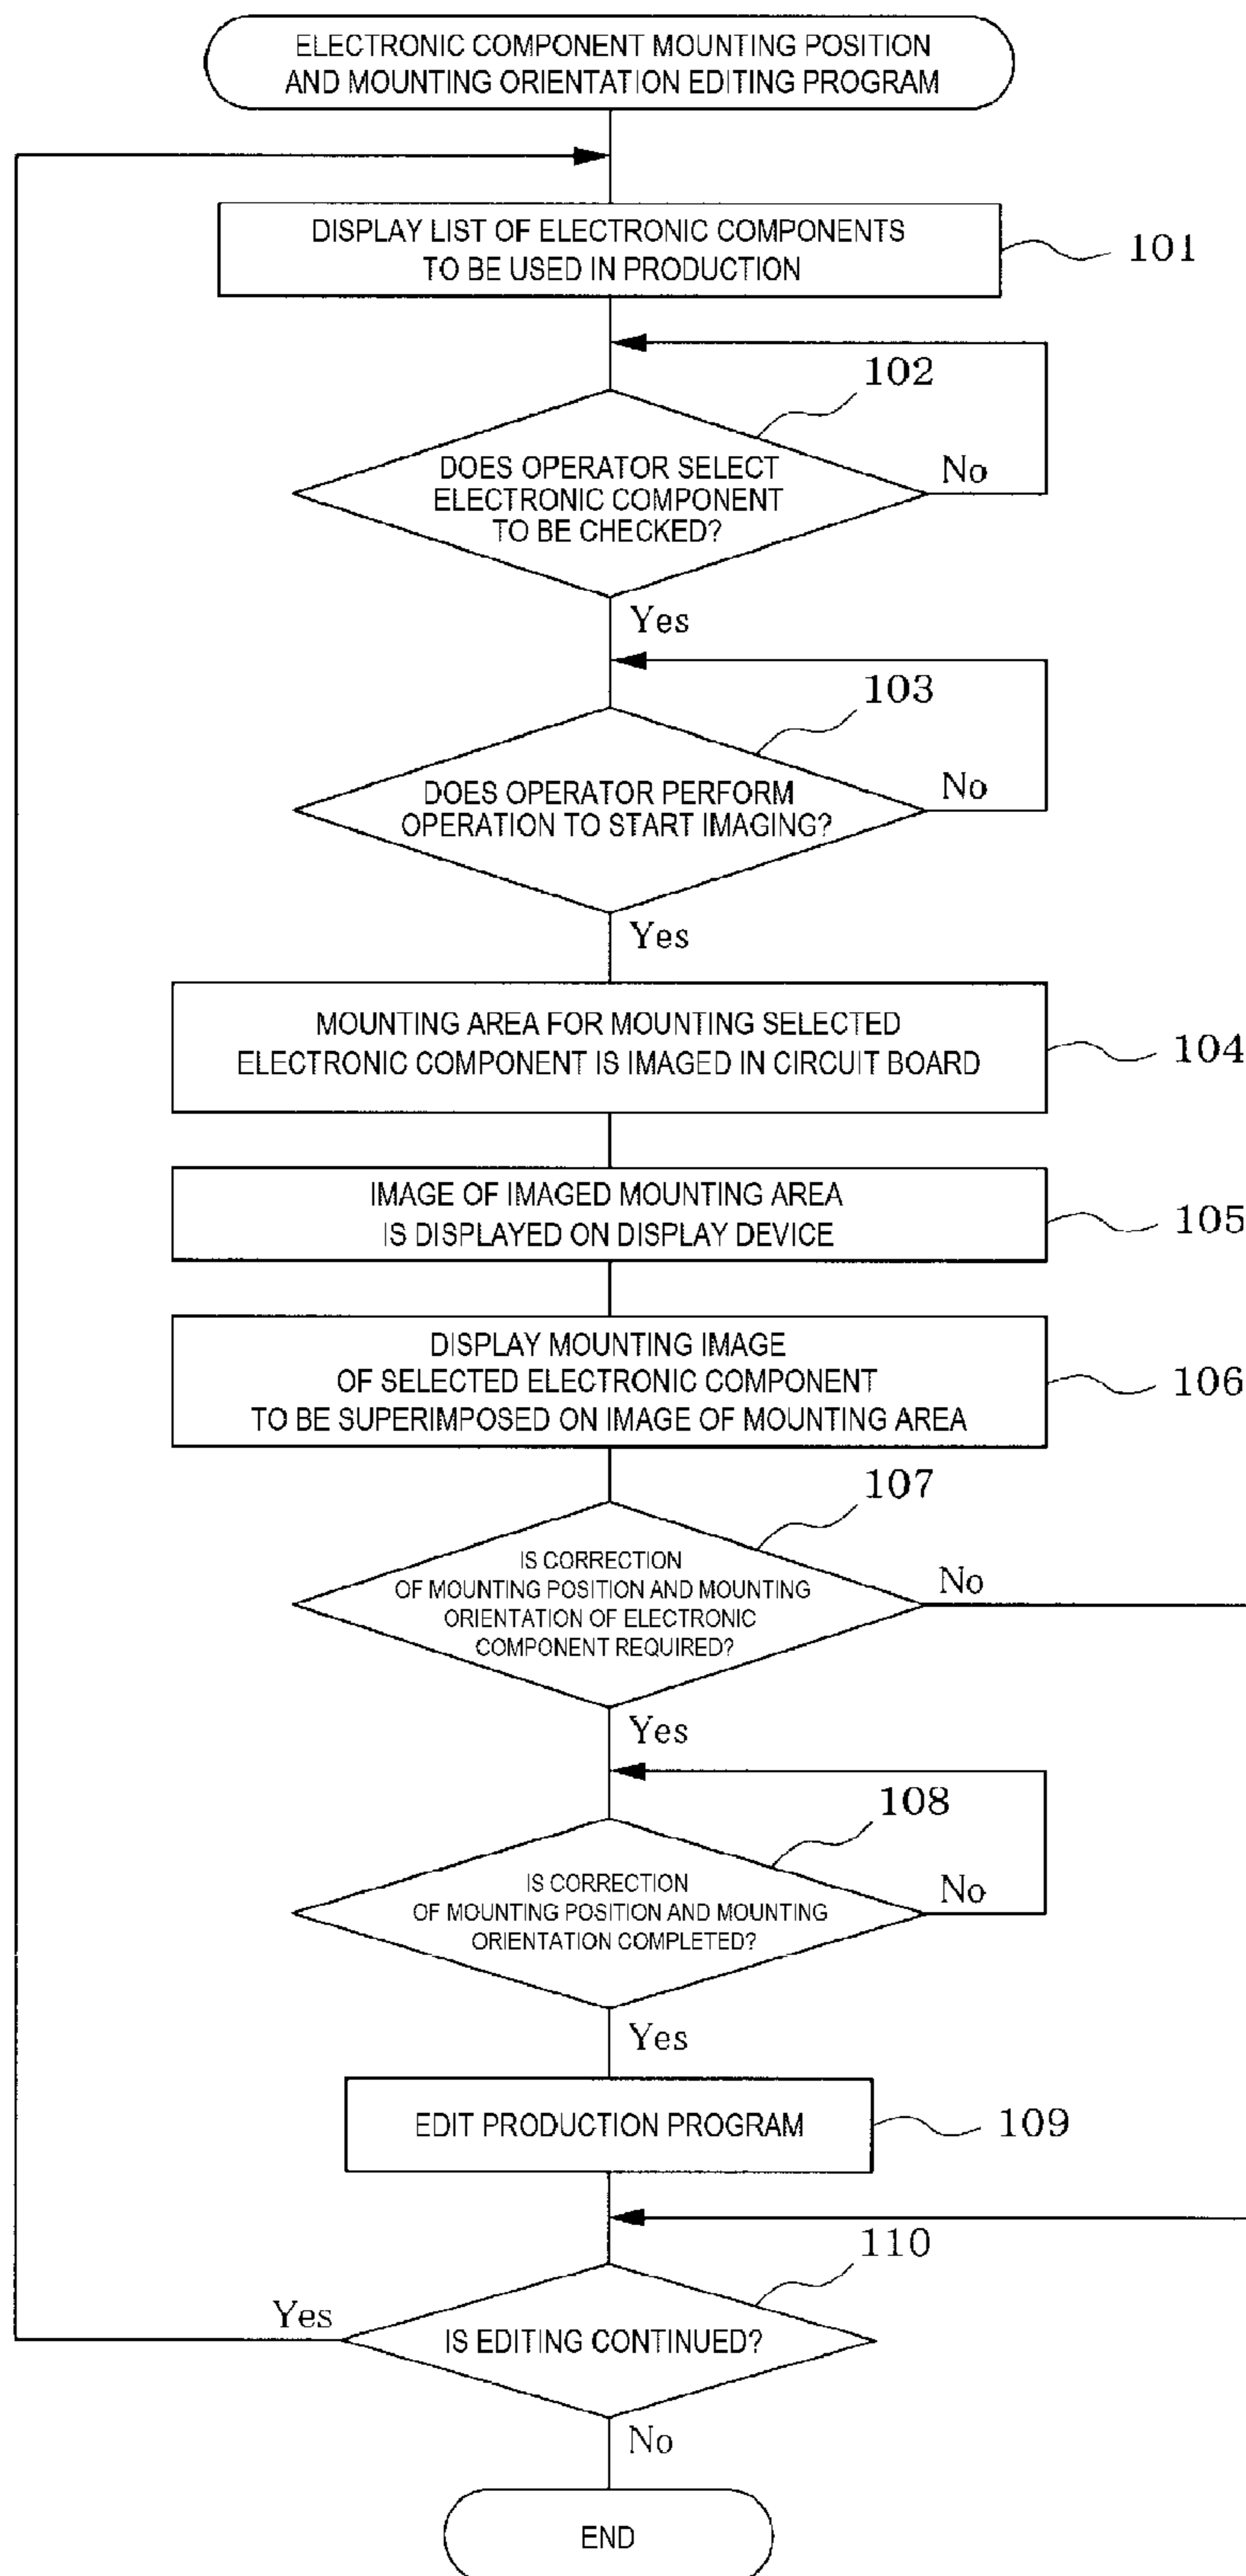 ELECTRONIC COMPONENT MOUNTING POSITION
AND MOUNTING ORIENTATION EDITING PROGRAM
DISPLAY LIST OF ELECTRONIC COMPONENTS
TO BE USED IN PRODUCTION
101
102
DOES OPERATOR SELECT
ELECTRONIC COMPONENT
TO BE CHECKED?
No
Yes
103
DOES OPERATOR PERFORM
OPERATION TO START IMAGING?
No
Yes
MOUNTING AREA FOR MOUNTING SELECTED
ELECTRONIC COMPONENT IS IMAGED IN CIRCUIT BOARD
104
IMAGE OF IMAGED MOUNTING AREA
IS DISPLAYED ON DISPLAY DEVICE
105
DISPLAY MOUNTING IMAGE
OF SELECTED ELECTRONIC COMPONENT
TO BE SUPERIMPOSED ON IMAGE OF MOUNTING AREA
106
107
IS CORRECTION
OF MOUNTING POSITION AND MOUNTING
ORIENTATION OF ELECTRONIC
COMPONENT REQUIRED?
No
Yes
108
IS CORRECTION
OF MOUNTING POSITION AND MOUNTING
ORIENTATION COMPLETED?
No
Yes
EDIT PRODUCTION PROGRAM
109
110
Yes
IS EDITING CONTINUED?
No
END